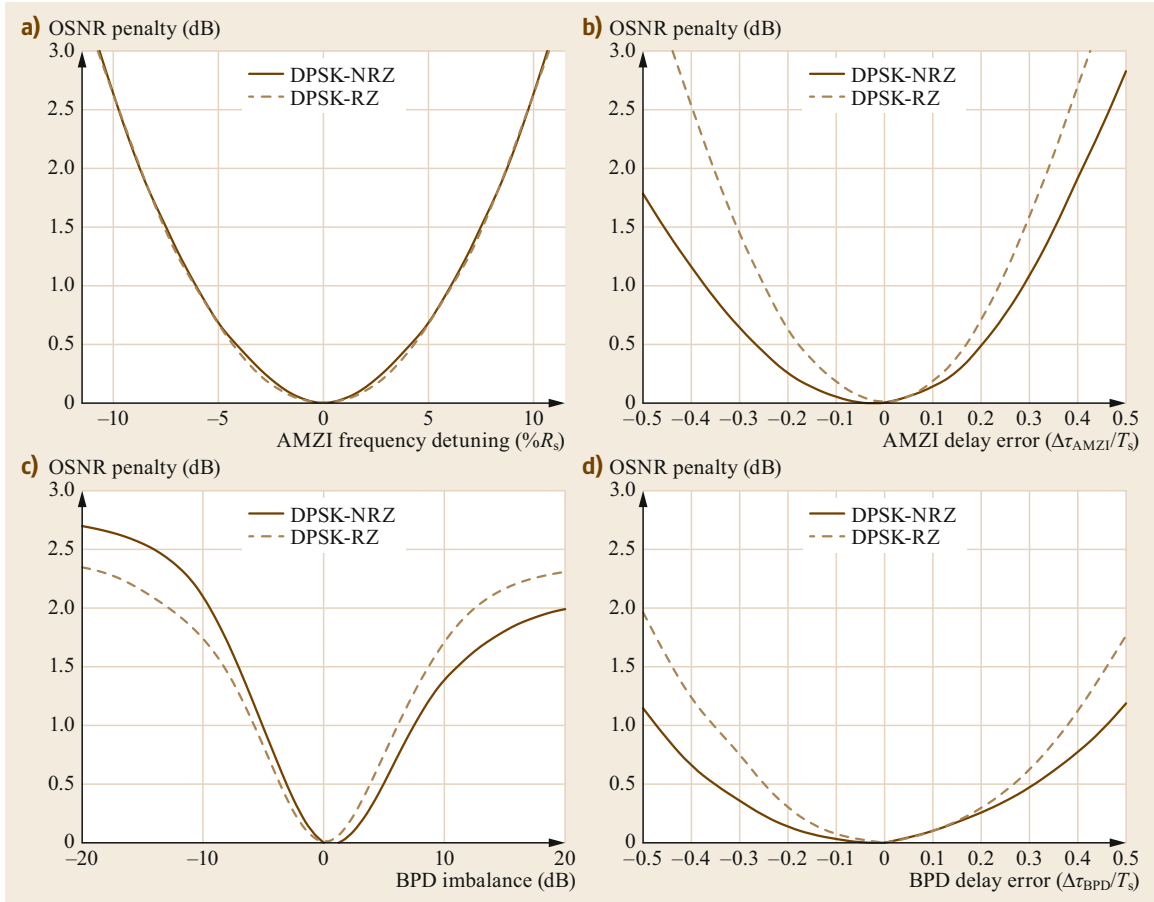 a) OSNR penalty (dB)
3.0
2.5
2.0
1.5
1.0
0.5
0
DPSK-NRZ
DPSK-RZ
−10 −5 0 5 10
AMZI frequency detuning (%Rs)
b) OSNR penalty (dB)
3.0
2.5
2.0
1.5
1.0
0.5
0
DPSK-NRZ
DPSK-RZ
−0.5 −0.4 −0.3 −0.2 −0.1 0 0.1 0.2 0.3 0.4 0.5
AMZI delay error (ΔτAMZI/Ts)
c) OSNR penalty (dB)
3.0
2.5
2.0
1.5
1.0
0.5
0
DPSK-NRZ
DPSK-RZ
−20 −10 0 10 20
BPD imbalance (dB)
d) OSNR penalty (dB)
3.0
2.5
2.0
1.5
1.0
0.5
0
DPSK-NRZ
DPSK-RZ
−0.5 −0.4 −0.3 −0.2 −0.1 0 0.1 0.2 0.3 0.4 0.5
BPD delay error (ΔτBPD/Ts)